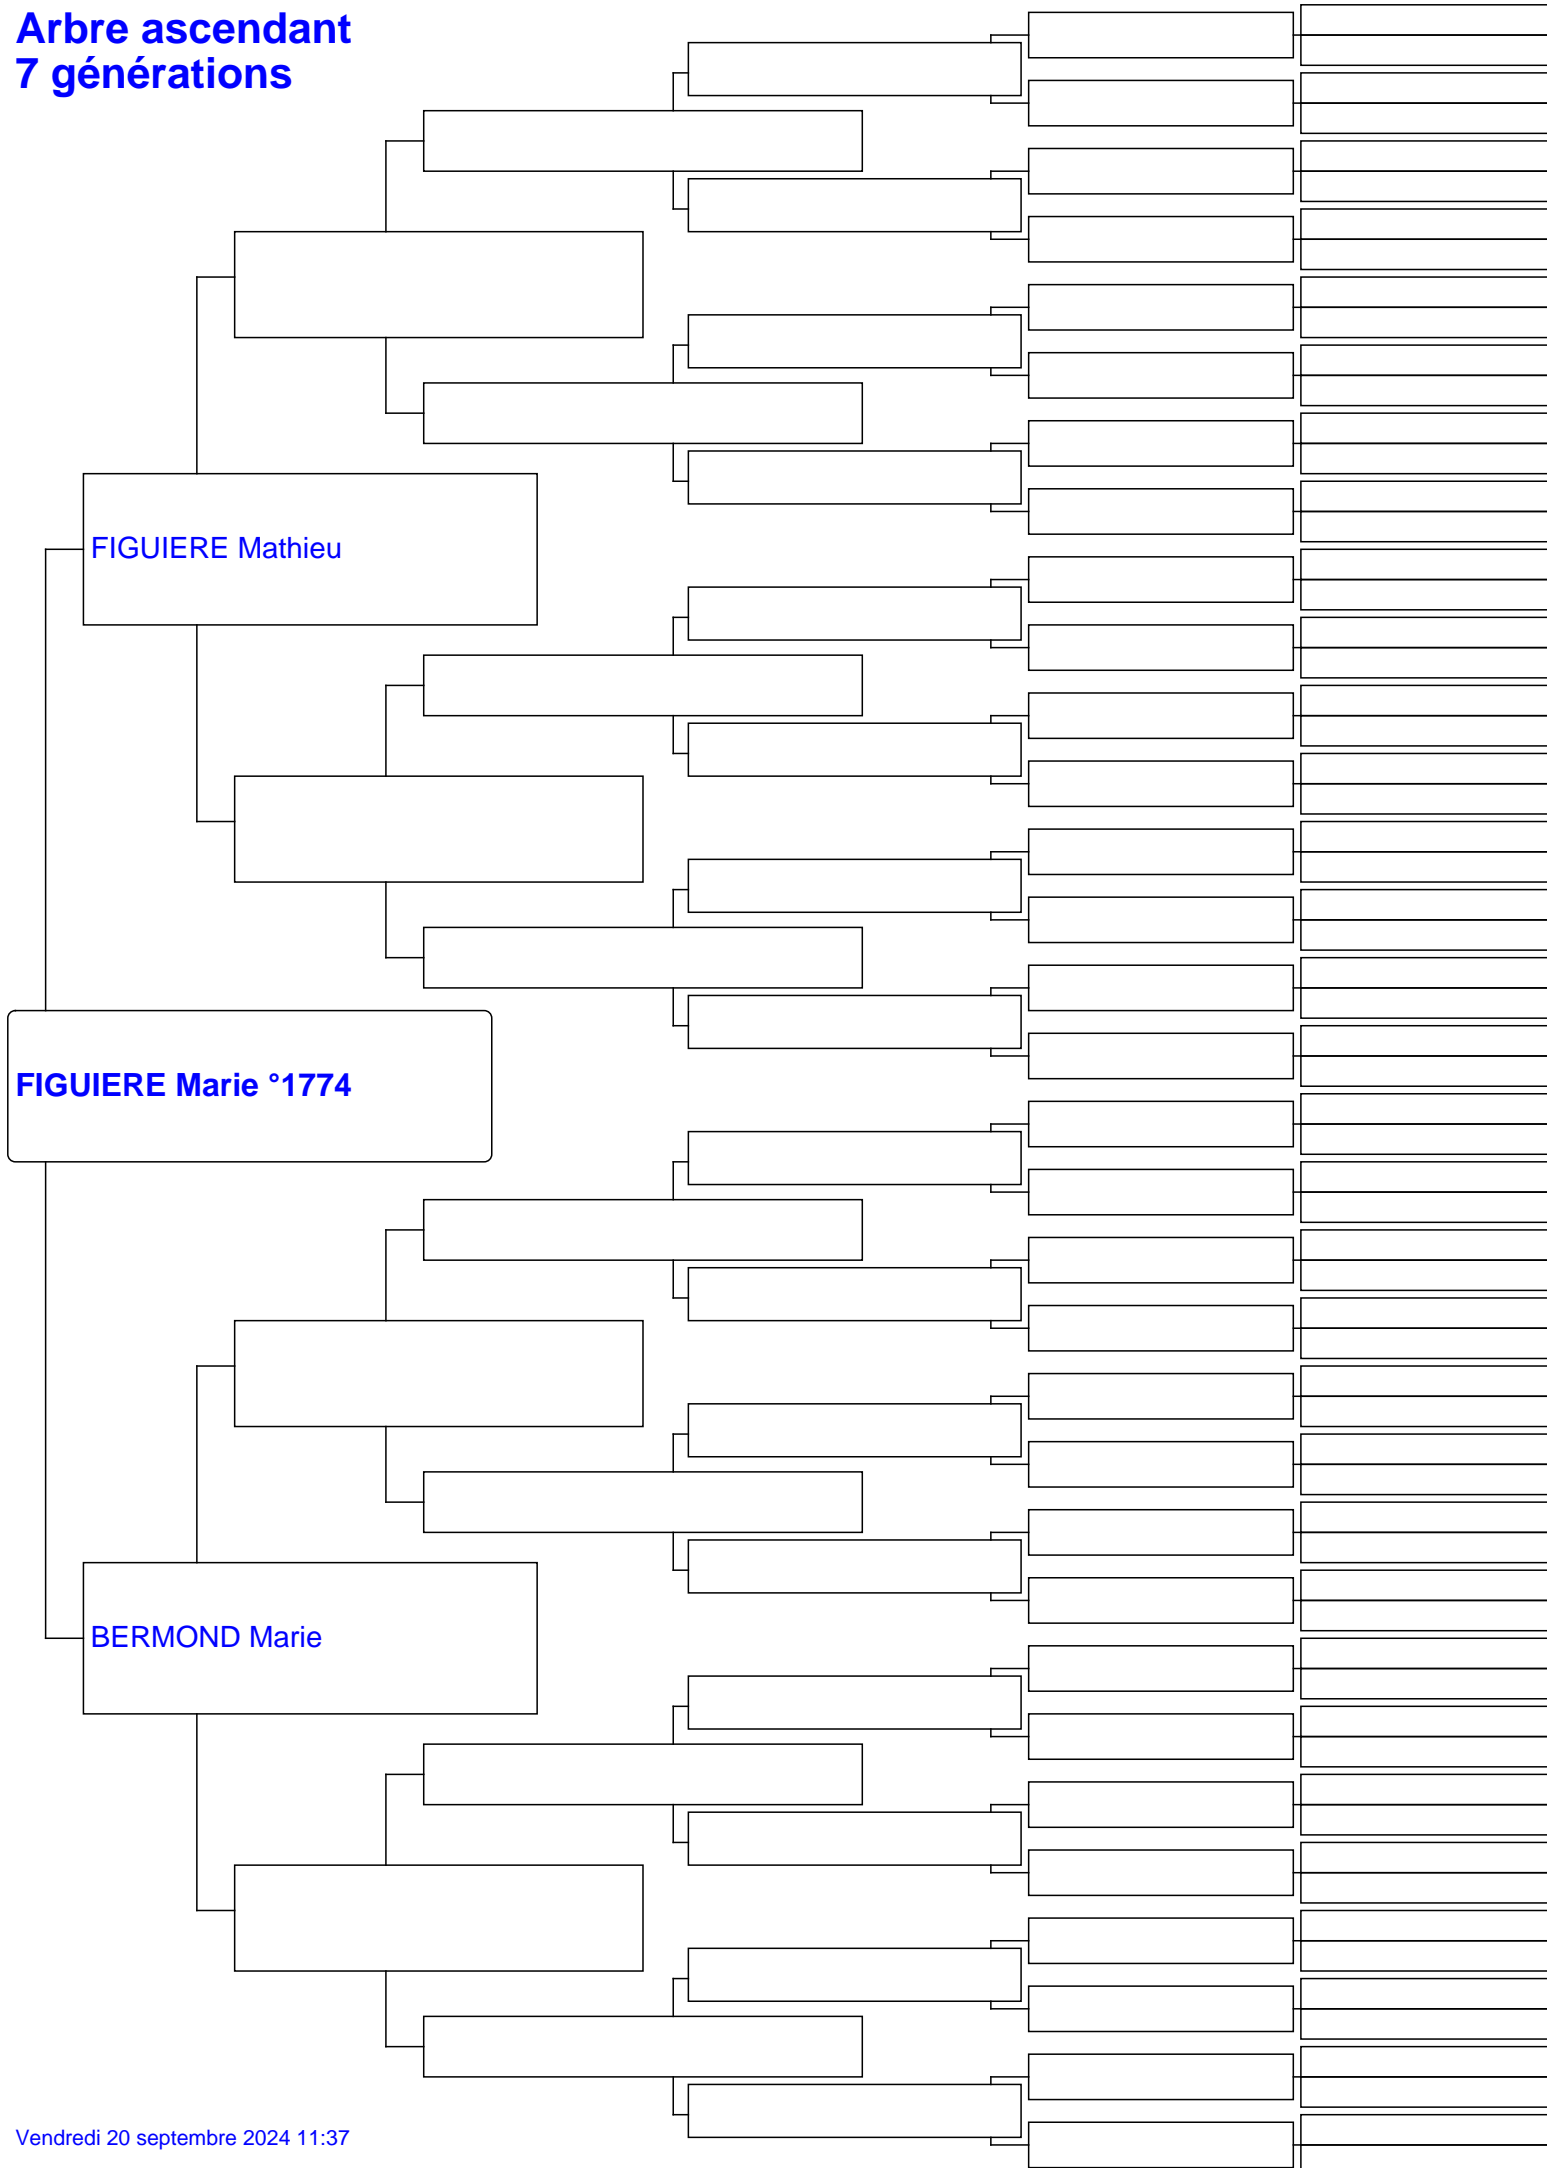 Arbre ascendant
7 générations
FIGUIERE Mathieu
FIGUIERE Marie °1774
BERMOND Marie
Vendredi 20 septembre 2024 11:37